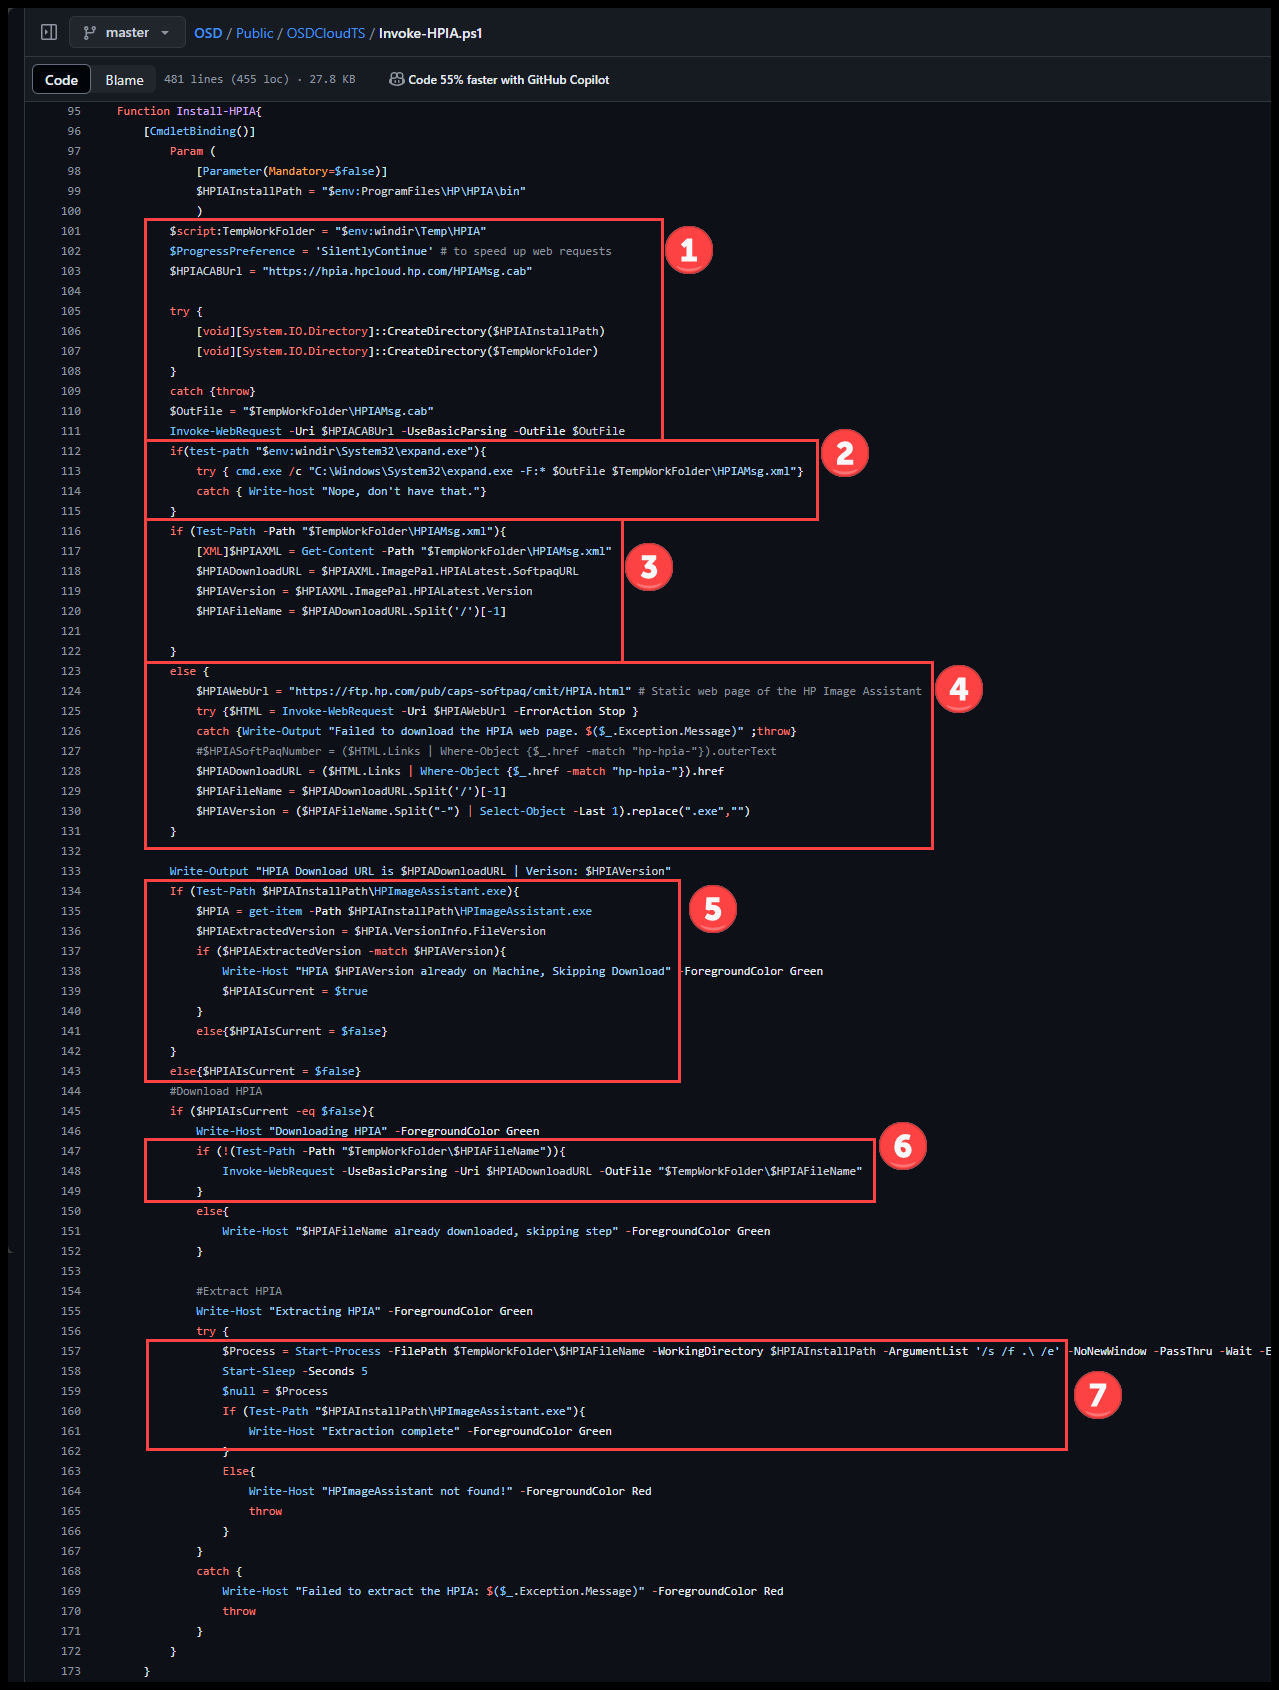 master OSD / Public / OSDCloudTS / Invoke-HPIA.ps1
Code Blame 481 lines (455 loc) · 27.8 KB Code 55% faster with GitHub Copilot
95 Function Install-HPIA{
96 [CmdletBinding()]
97 Param (
98 [Parameter(Mandatory=$false)]
99 $HPIAInstallPath = "$env:ProgramFiles\HP\HPIA\bin"
100 )
101 $script:TempWorkFolder = "$env:windir\Temp\HPIA"
1
102 $ProgressPreference = 'SilentlyContinue' # to speed up web requests
103 $HPIACABUrl = "https://hpia.hpcloud.hp.com/HPIAMsg.cab"
104
105 try {
106 [void][System.IO.Directory]::CreateDirectory($HPIAInstallPath)
107 [void][System.IO.Directory]::CreateDirectory($TempWorkFolder)
108 }
109 catch {throw}
110 $OutFile = "$TempWorkFolder\HPIAMsg.cab"
111 Invoke-WebRequest -Uri $HPIACABUrl -UseBasicParsing -OutFile $OutFile
112 if(test-path "$env:windir\System32\expand.exe"){
2
113 try { cmd.exe /c "C:\Windows\System32\expand.exe -F:* $OutFile $TempWorkFolder\HPIAMsg.xml"}
114 catch { Write-host "Nope, don't have that."}
115 }
116 if (Test-Path -Path "$TempWorkFolder\HPIAMsg.xml"){
117 [XML]$HPIAXML = Get-Content -Path "$TempWorkFolder\HPIAMsg.xml"
3
118 $HPIADownloadURL = $HPIAXML.ImagePal.HPIALatest.SoftpaqURL
119 $HPIAVersion = $HPIAXML.ImagePal.HPIALatest.Version
120 $HPIAFileName = $HPIADownloadURL.Split('/')[-1]
121
122 }
123 else {
4
124 $HPIAWebUrl = "https://ftp.hp.com/pub/caps-softpaq/cmit/HPIA.html" # Static web page of the HP Image Assistant
125 try {$HTML = Invoke-WebRequest -Uri $HPIAWebUrl -ErrorAction Stop }
126 catch {Write-Output "Failed to download the HPIA web page. $($_.Exception.Message)" ;throw}
127 #$HPIASoftPaqNumber = ($HTML.Links | Where-Object {$_.href -match "hp-hpia-"}).outerText
128 $HPIADownloadURL = ($HTML.Links | Where-Object {$_.href -match "hp-hpia-"}).href
129 $HPIAFileName = $HPIADownloadURL.Split('/')[-1]
130 $HPIAVersion = ($HPIAFileName.Split("-") | Select-Object -Last 1).replace(".exe","")
131 }
132
133 Write-Output "HPIA Download URL is $HPIADownloadURL | Verison: $HPIAVersion"
134 If (Test-Path $HPIAInstallPath\HPImageAssistant.exe){
5
135 $HPIA = get-item -Path $HPIAInstallPath\HPImageAssistant.exe
136 $HPIAExtractedVersion = $HPIA.VersionInfo.FileVersion
137 if ($HPIAExtractedVersion -match $HPIAVersion){
138 Write-Host "HPIA $HPIAVersion already on Machine, Skipping Download" -ForegroundColor Green
139 $HPIAIsCurrent = $true
140 }
141 else{$HPIAIsCurrent = $false}
142 }
143 else{$HPIAIsCurrent = $false}
144 #Download HPIA
145 if ($HPIAIsCurrent -eq $false){
146 Write-Host "Downloading HPIA" -ForegroundColor Green
147 if (!(Test-Path -Path "$TempWorkFolder\$HPIAFileName")){
6
148 Invoke-WebRequest -UseBasicParsing -Uri $HPIADownloadURL -OutFile "$TempWorkFolder\$HPIAFileName"
149 }
150 else{
151 Write-Host "$HPIAFileName already downloaded, skipping step" -ForegroundColor Green
152 }
153
154 #Extract HPIA
155 Write-Host "Extracting HPIA" -ForegroundColor Green
156 try {
157 $Process = Start-Process -FilePath $TempWorkFolder\$HPIAFileName -WorkingDirectory $HPIAInstallPath -ArgumentList '/s /f .\ /e' -NoNewWindow -PassThru -Wait -E
158 Start-Sleep -Seconds 5
159 $null = $Process
7
160 If (Test-Path "$HPIAInstallPath\HPImageAssistant.exe"){
161 Write-Host "Extraction complete" -ForegroundColor Green
162 }
163 Else{
164 Write-Host "HPImageAssistant not found!" -ForegroundColor Red
165 throw
166 }
167 }
168 catch {
169 Write-Host "Failed to extract the HPIA: $($_.Exception.Message)" -ForegroundColor Red
170 throw
171 }
172 }
173 }